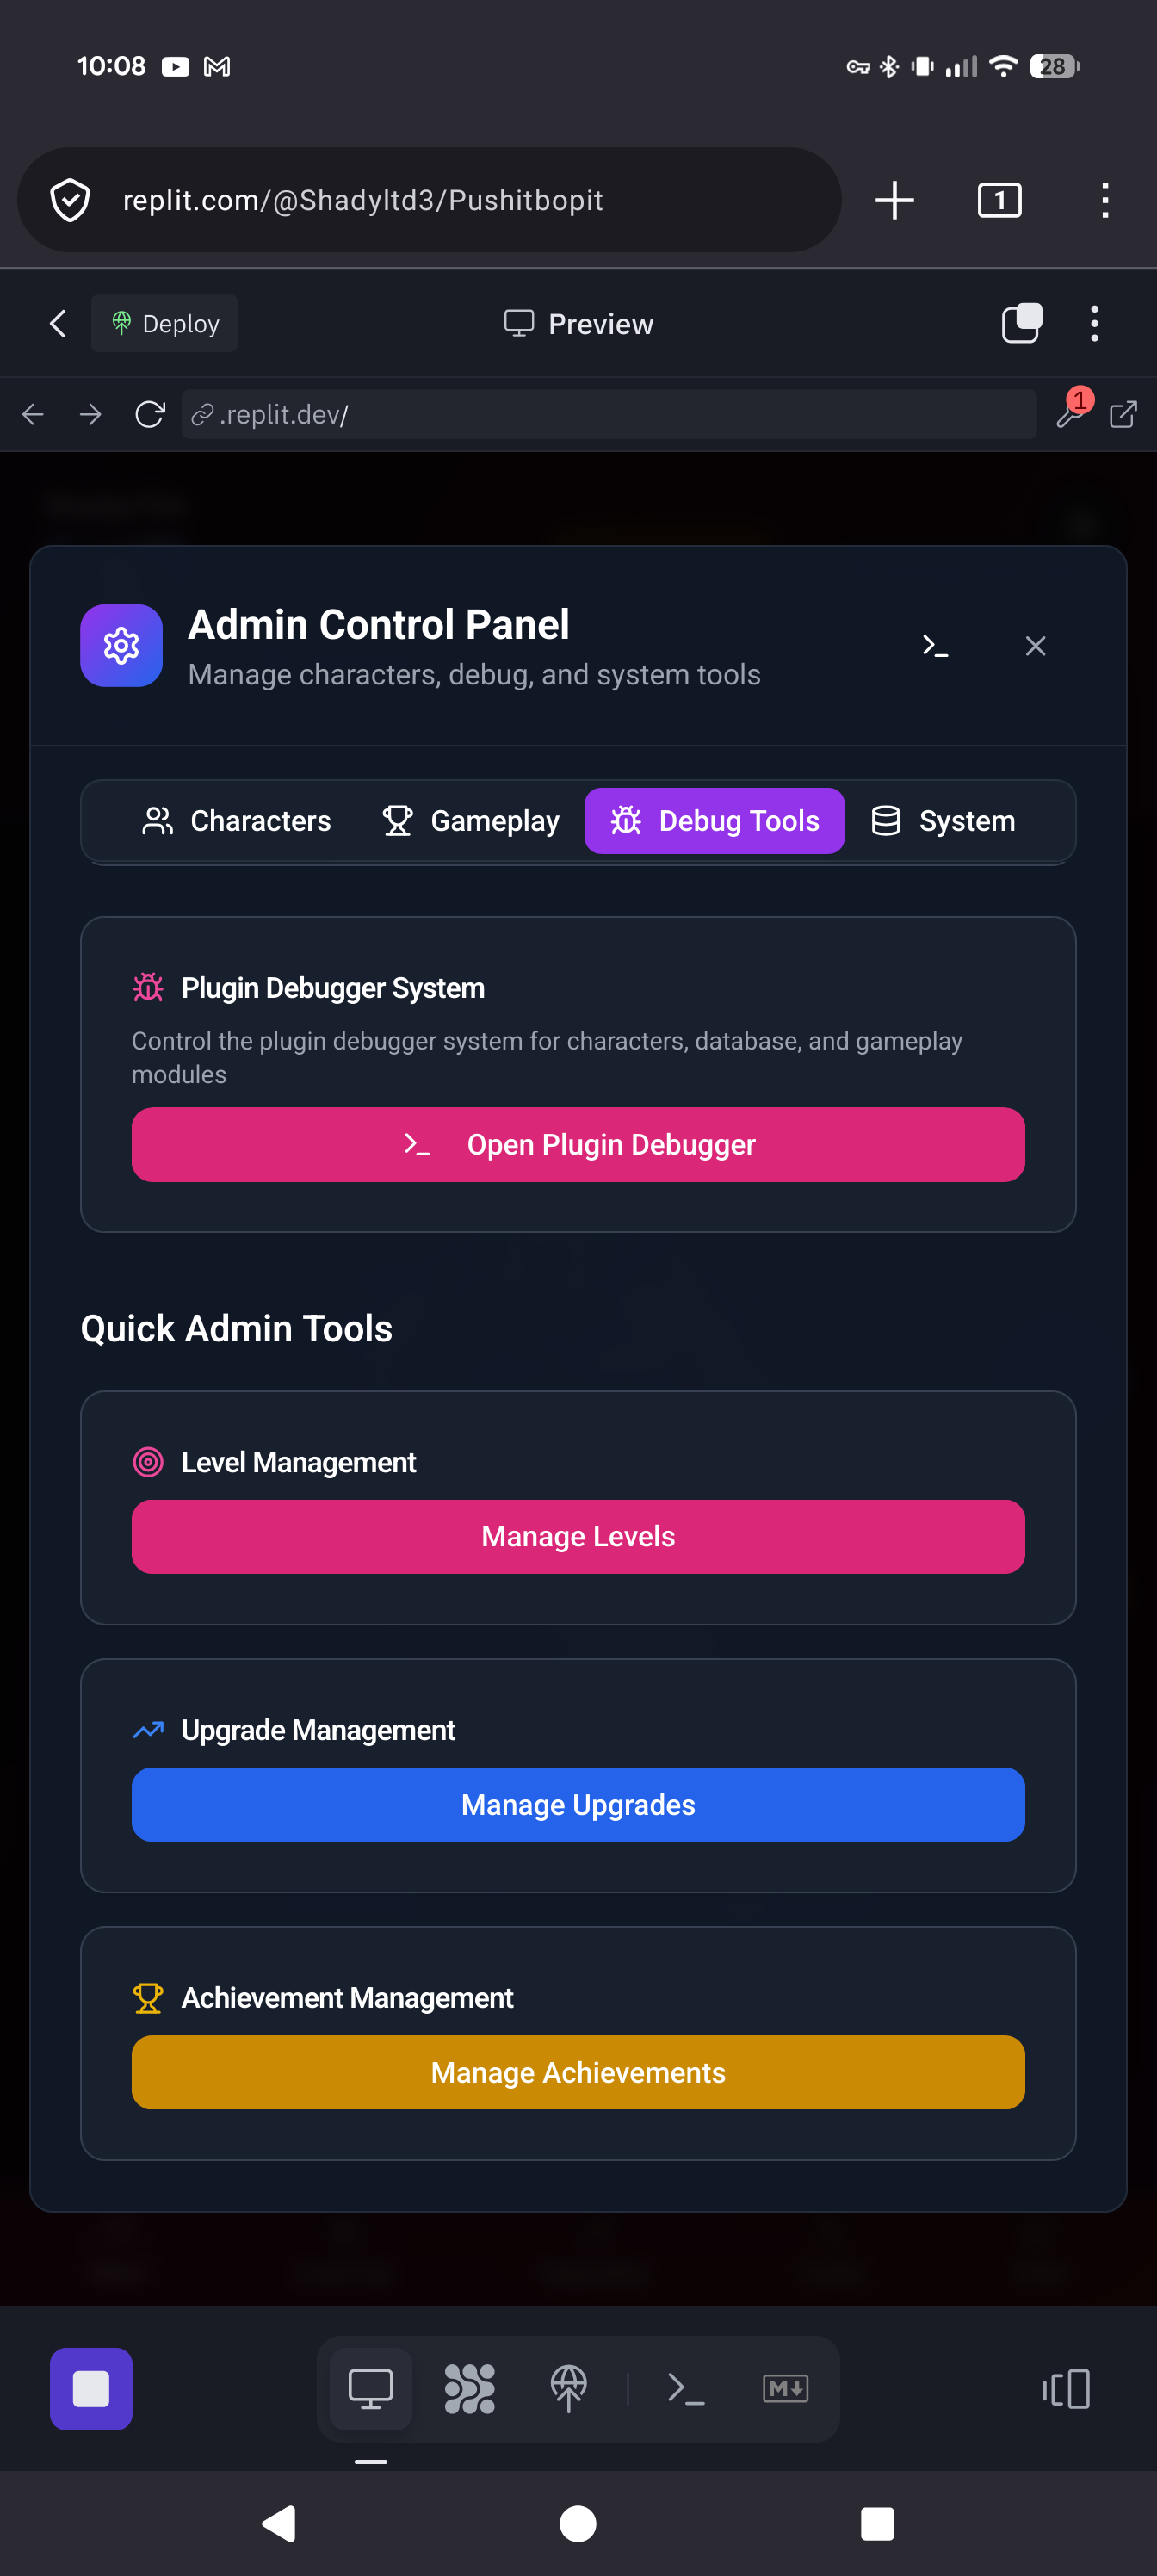 10:08
28
replit.com/@Shadyltd3/Pushitbopit
1
Deploy
Preview
.replit.dev/
1
Admin Control Panel
Manage characters, debug, and system tools
Characters
Gameplay
Debug Tools
System
Plugin Debugger System
Control the plugin debugger system for characters, database, and gameplay
modules
Open Plugin Debugger
Quick Admin Tools
Level Management
Manage Levels
Upgrade Management
Manage Upgrades
Achievement Management
Manage Achievements
M